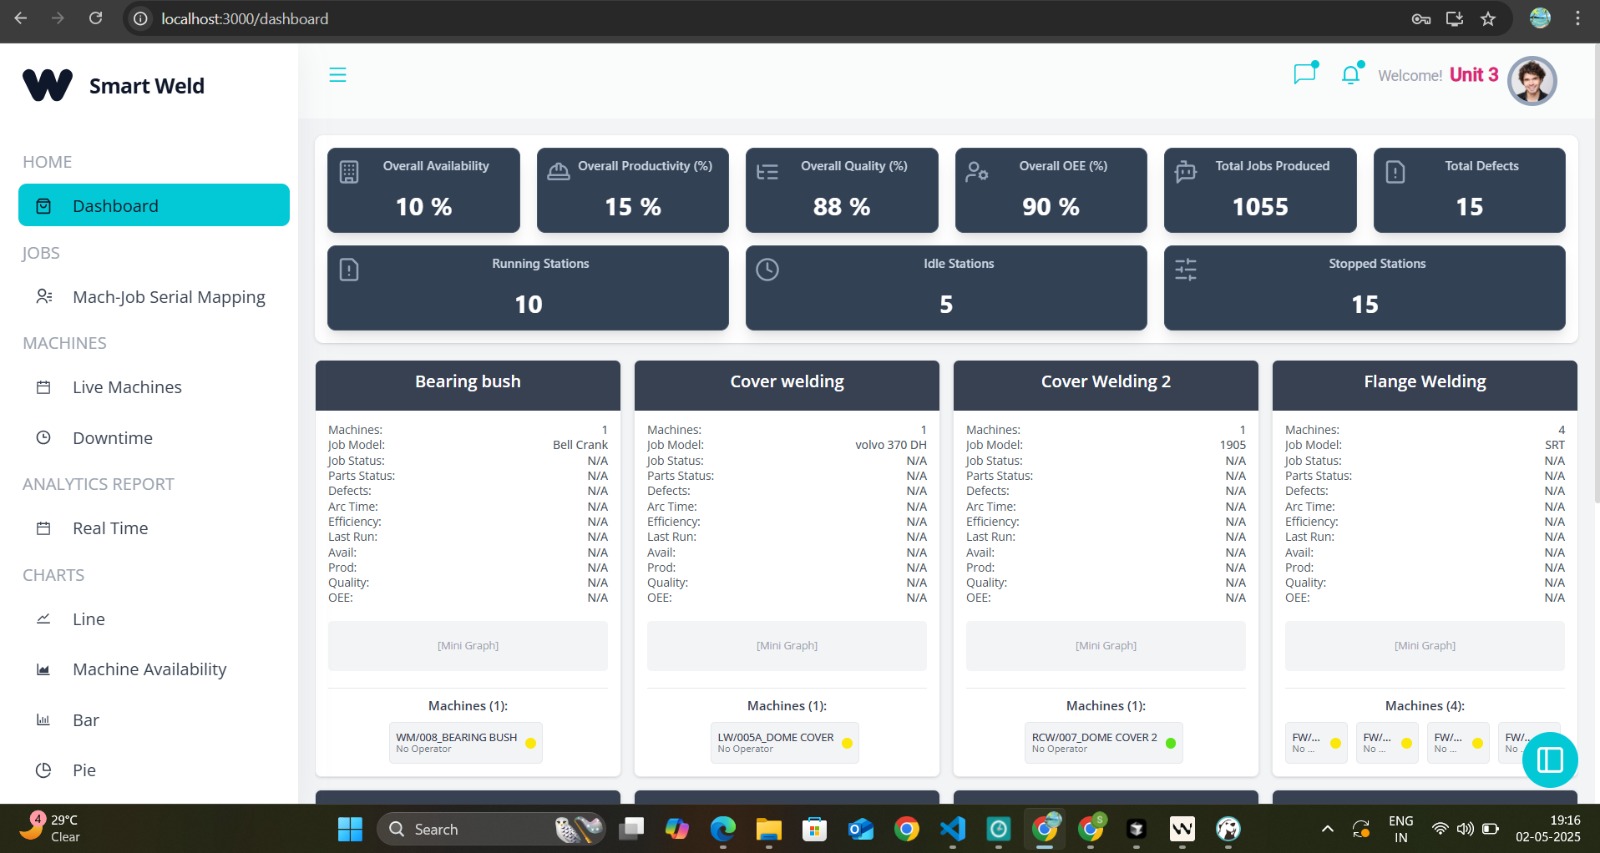 localhost:3000/dashboard
Smart Weld
Welcome! Unit 3
HOME
Dashboard
JOBS
Mach-Job Serial Mapping
MACHINES
Live Machines
Downtime
ANALYTICS REPORT
Real Time
CHARTS
Line
Machine Availability
Bar
Pie
Overall Availability
10 %
Overall Productivity (%)
15 %
Overall Quality (%)
88 %
Overall OEE (%)
90 %
Total Jobs Produced
1055
Total Defects
15
Running Stations
10
Idle Stations
5
Stopped Stations
15
Bearing bush
Machines: 1
Job Model: Bell Crank
Job Status: N/A
Parts Status: N/A
Defects: N/A
Arc Time: N/A
Efficiency: N/A
Last Run: N/A
Avail: N/A
Prod: N/A
Quality: N/A
OEE: N/A
[Mini Graph]
Machines (1):
WM/008_BEARING BUSH
No Operator
Cover welding
Machines: 1
Job Model: volvo 370 DH
Job Status: N/A
Parts Status: N/A
Defects: N/A
Arc Time: N/A
Efficiency: N/A
Last Run: N/A
Avail: N/A
Prod: N/A
Quality: N/A
OEE: N/A
[Mini Graph]
Machines (1):
LW/005A_DOME COVER
No Operator
Cover Welding 2
Machines: 1
Job Model: 1905
Job Status: N/A
Parts Status: N/A
Defects: N/A
Arc Time: N/A
Efficiency: N/A
Last Run: N/A
Avail: N/A
Prod: N/A
Quality: N/A
OEE: N/A
[Mini Graph]
Machines (1):
RCW/007_DOME COVER 2
No Operator
Flange Welding
Machines: 4
Job Model: SRT
Job Status: N/A
Parts Status: N/A
Defects: N/A
Arc Time: N/A
Efficiency: N/A
Last Run: N/A
Avail: N/A
Prod: N/A
Quality: N/A
OEE: N/A
[Mini Graph]
Machines (4):
FW/... FW/... FW/... FW/...
No ... No ... No ... No ...
4
29°C
Clear
Search
S
ENG
IN
19:16
02-05-2025